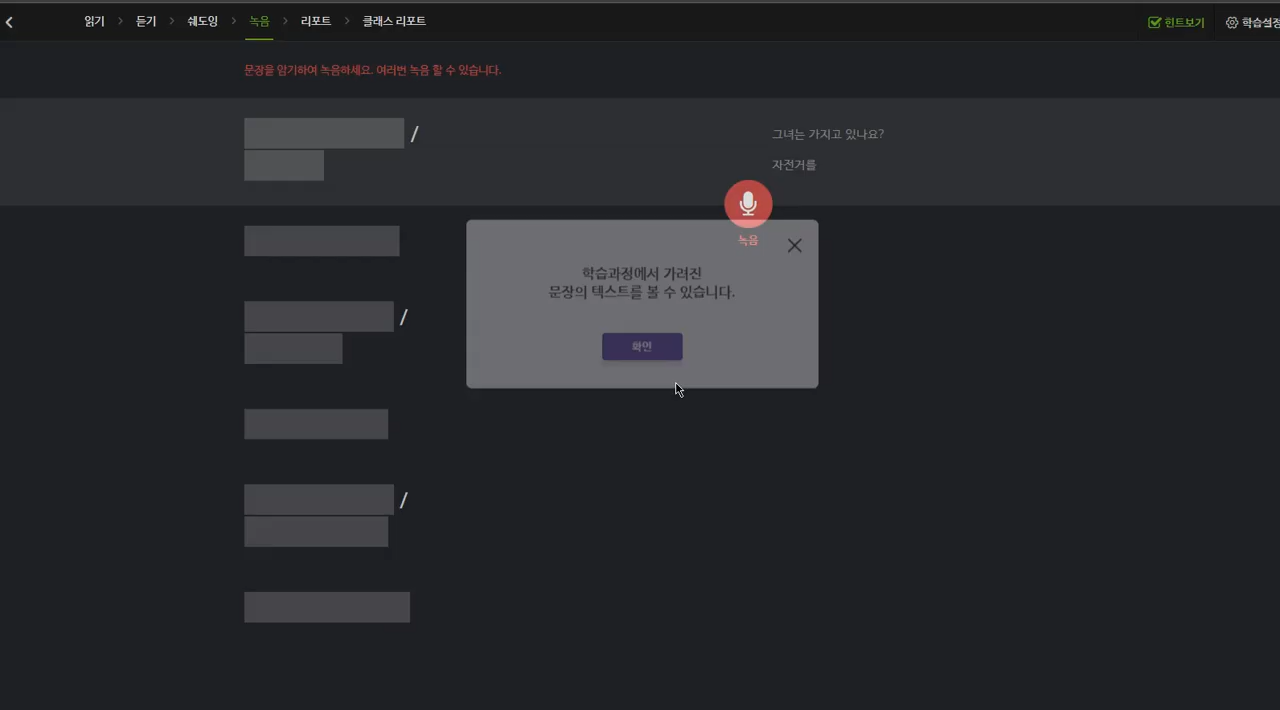 읽기 > 듣기 > 쉐도잉 > 녹음 > 리포트 > 클래스 리포트
힌트보기
학습설정
문장을 암기하여 녹음하세요. 여러번 녹음 할 수 있습니다.
/
그녀는 가지고 있나요?
자전거를
녹음
학습과정에서 가려진
문장의 텍스트를 볼 수 있습니다.
확인
/
/